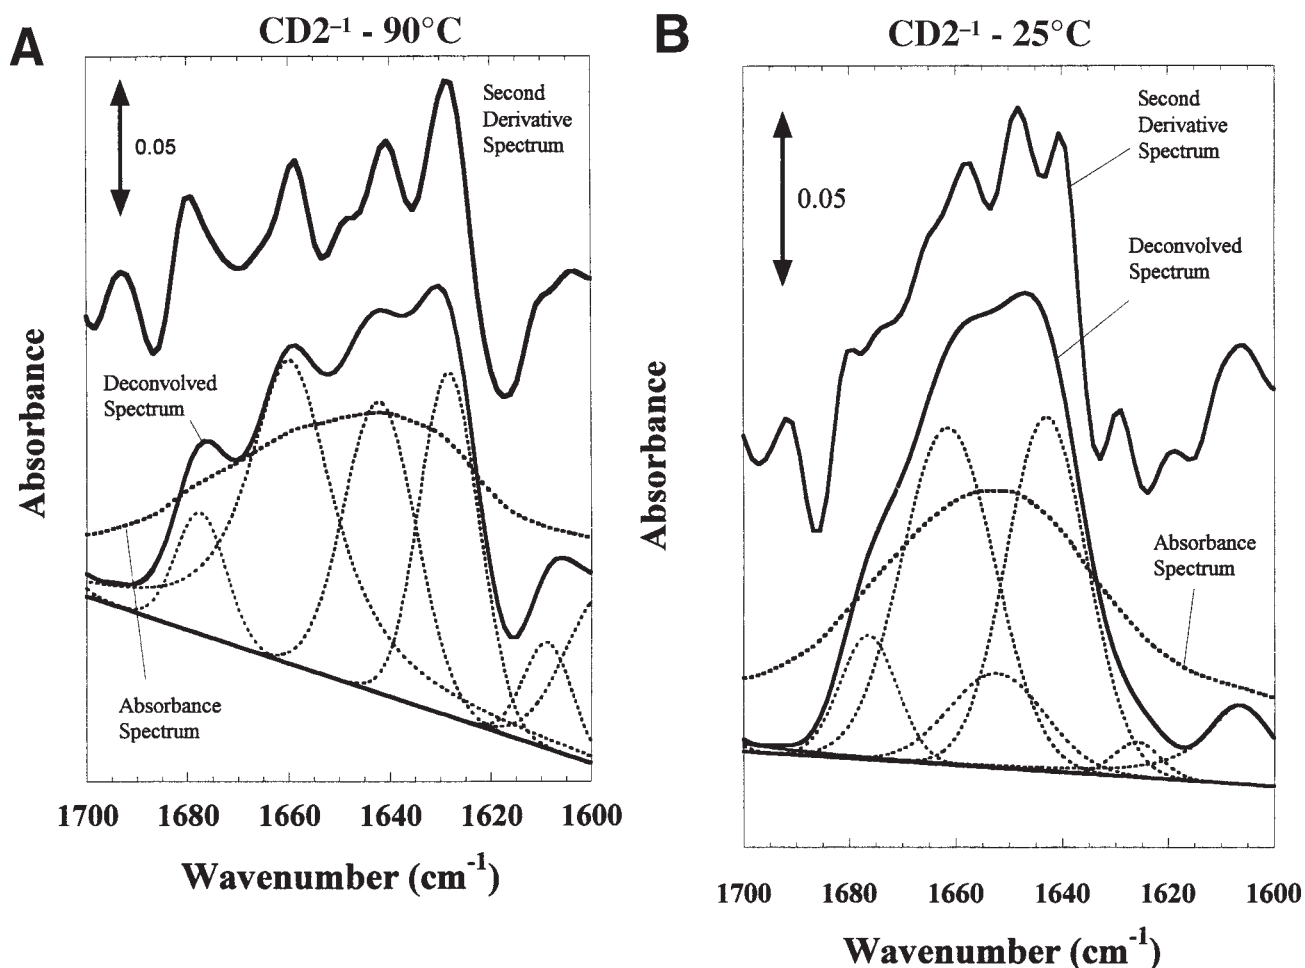 A
CD2⁻¹ - 90°C
0.05
Second
Derivative
Spectrum
Deconvolved
Spectrum
Absorbance
Spectrum
Absorbance
1700 1680 1660 1640 1620 1600
Wavenumber (cm⁻¹)
B
CD2⁻¹ - 25°C
0.05
Second
Derivative
Spectrum
Deconvolved
Spectrum
Absorbance
Spectrum
Absorbance
1700 1680 1660 1640 1620 1600
Wavenumber (cm⁻¹)